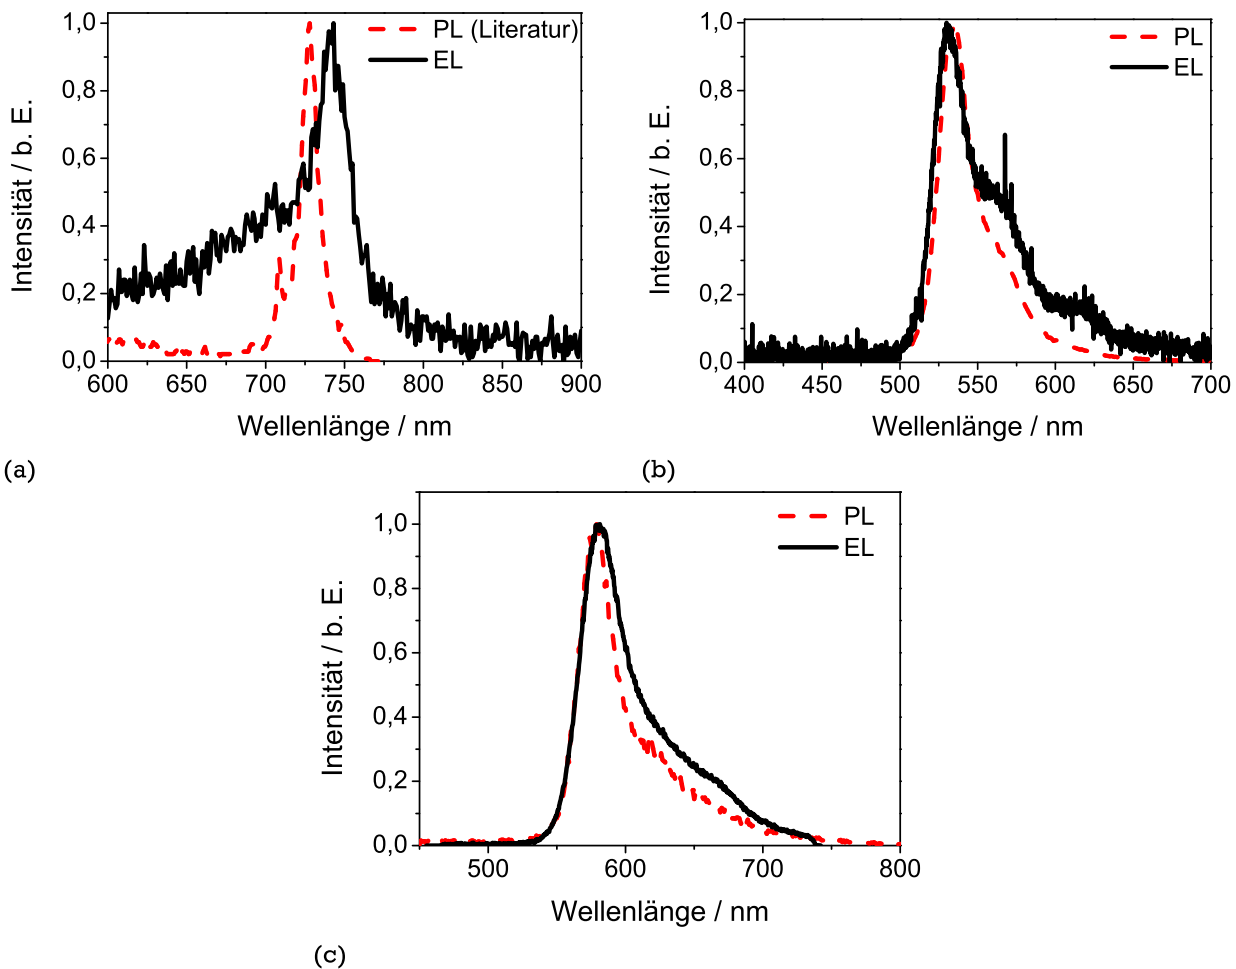 1,0
0,8
0,6
0,4
0,2
0,0
Intensität / b. E.
PL (Literatur)
EL
600 650 700 750 800 850 900
Wellenlänge / nm
(a)
1,0
0,8
0,6
0,4
0,2
0,0
Intensität / b. E.
PL
EL
400 450 500 550 600 650 700
Wellenlänge / nm
(b)
1,0
0,8
0,6
0,4
0,2
0,0
Intensität / b. E.
PL
EL
500 600 700 800
Wellenlänge / nm
(c)